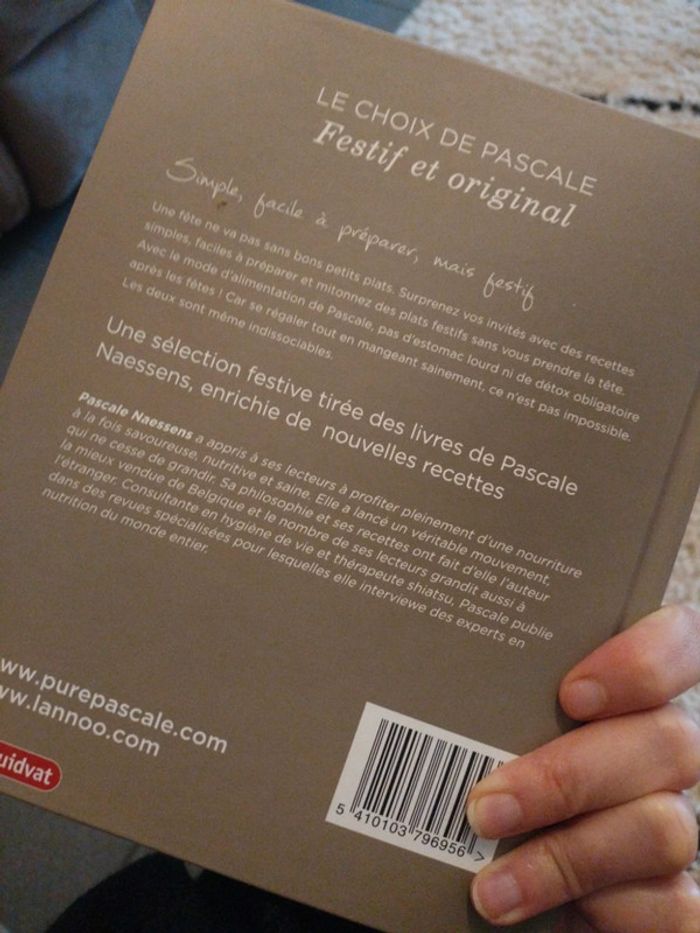 LE CHOIX DE PASCALE
Festif et original
Simple, facile à préparer, mais festif
Une fête ne va pas sans bons petits plats. Surprenez vos invités avec des recettes
simples, faciles à préparer et mitonnez des plats festifs sans vous prendre la tête.
Avec le mode d'alimentation de Pascale, pas d'estomac lourd ni de détox obligatoire
après les fêtes ! Car se régaler tout en mangeant sainement, ce n'est pas impossible.
Les deux sont même indissociables.
Une sélection festive tirée des livres de Pascale
Naessens, enrichie de nouvelles recettes
Pascale Naessens a appris à ses lecteurs à profiter pleinement d'une nourriture
à la fois savoureuse, nutritive et saine. Elle a lancé un véritable mouvement,
qui ne cesse de grandir. Sa philosophie et ses recettes ont fait d'elle l'auteur
la mieux vendue de Belgique et le nombre de ses lecteurs grandit aussi à
l'étranger. Consultante en hygiène de vie et thérapeute shiatsu, Pascale publie
dans des revues spécialisées pour lesquelles elle interviewe des experts en
nutrition du monde entier.
ww.purepascale.com
ww.lannoo.com
uidvat
5 410103 796956 >